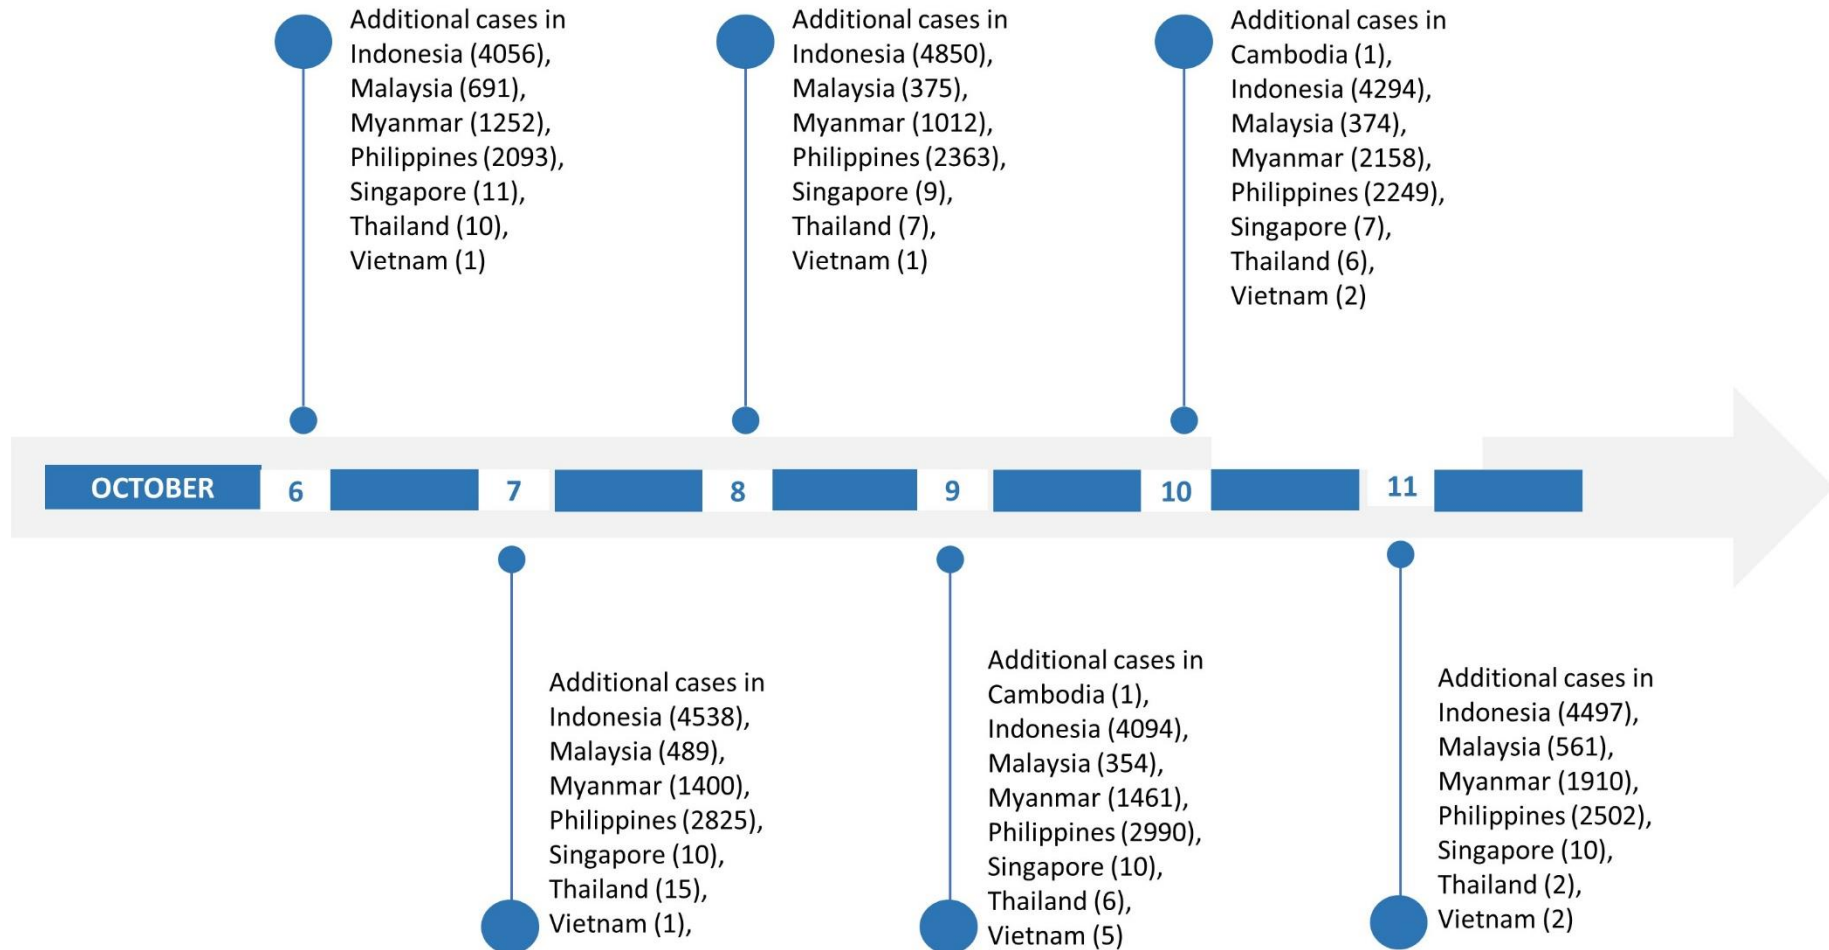 Additional cases in
Indonesia (4056),
Malaysia (691),
Myanmar (1252),
Philippines (2093),
Singapore (11),
Thailand (10),
Vietnam (1)
Additional cases in
Indonesia (4850),
Malaysia (375),
Myanmar (1012),
Philippines (2363),
Singapore (9),
Thailand (7),
Vietnam (1)
Additional cases in
Cambodia (1),
Indonesia (4294),
Malaysia (374),
Myanmar (2158),
Philippines (2249),
Singapore (7),
Thailand (6),
Vietnam (2)
OCTOBER 6 7 8 9 10 11
Additional cases in
Indonesia (4538),
Malaysia (489),
Myanmar (1400),
Philippines (2825),
Singapore (10),
Thailand (15),
Vietnam (1),
Additional cases in
Cambodia (1),
Indonesia (4094),
Malaysia (354),
Myanmar (1461),
Philippines (2990),
Singapore (10),
Thailand (6),
Vietnam (5)
Additional cases in
Indonesia (4497),
Malaysia (561),
Myanmar (1910),
Philippines (2502),
Singapore (10),
Thailand (2),
Vietnam (2)